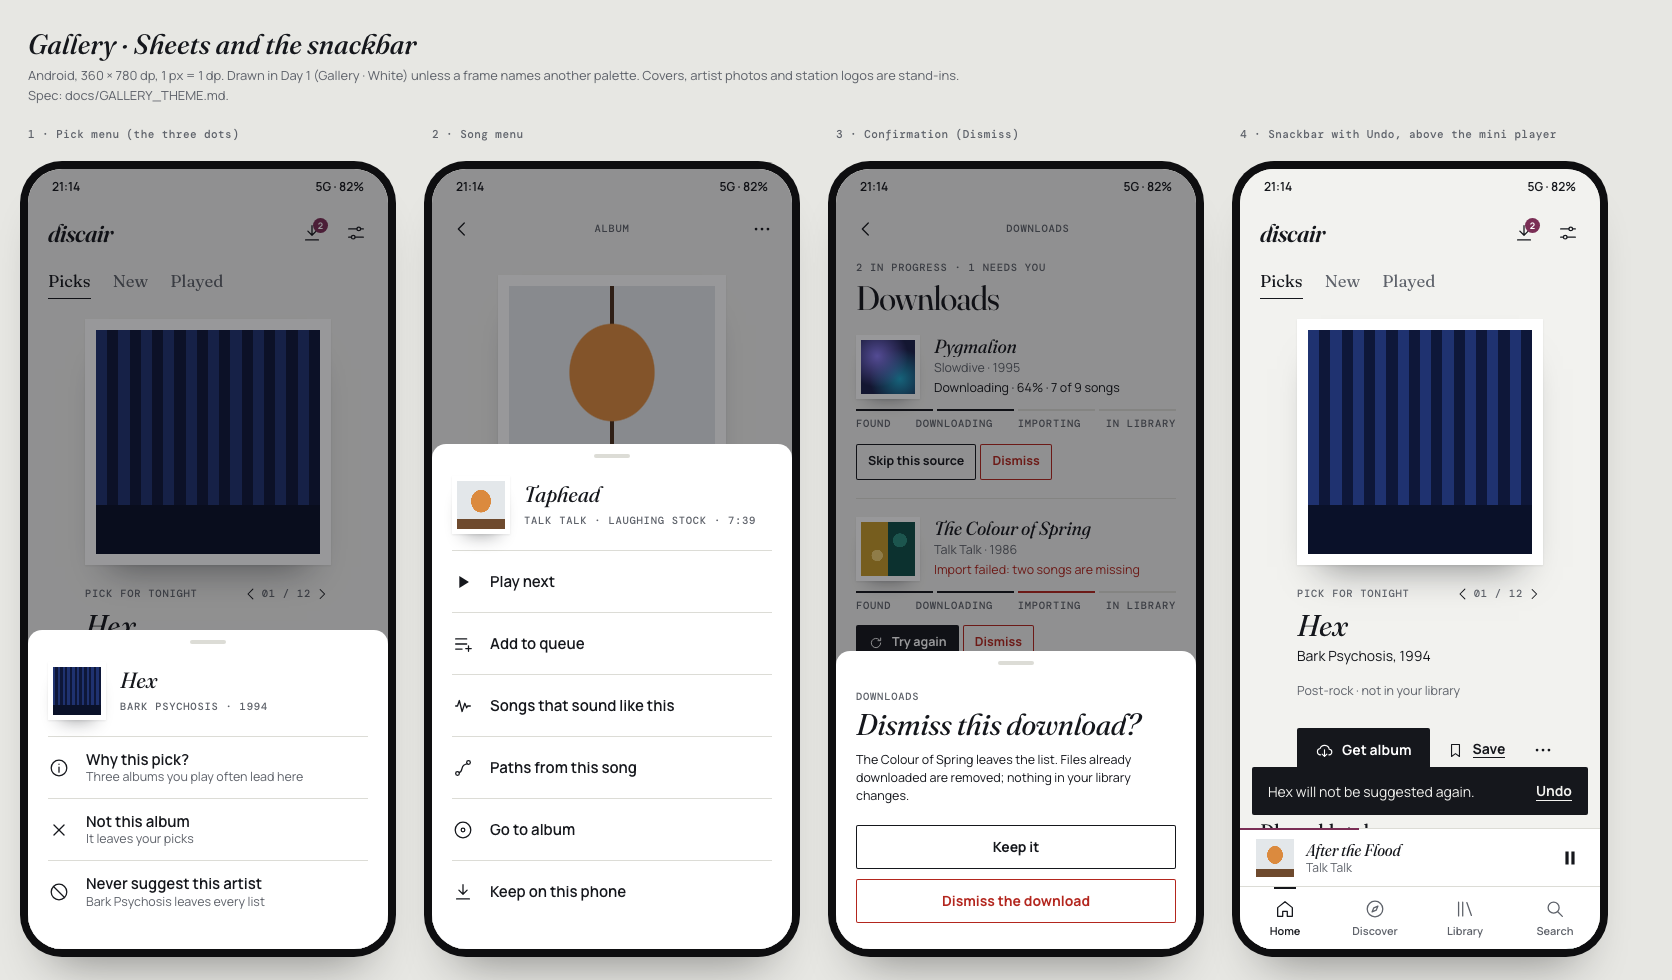 Gallery · Sheets and the snackbar
Android, 360 × 780 dp, 1 px = 1 dp. Drawn in Day 1 (Gallery · White) unless a frame names another palette. Covers, artist photos and station logos are stand-ins.
Spec: docs/GALLERY_THEME.md.
1 · Pick menu (the three dots)
21:14
5G · 82%
discair
2
Picks
New
Played
PICK FOR TONIGHT
01 / 12
Hex
Hex
BARK PSYCHOSIS · 1994
Why this pick?
Three albums you play often lead here
Not this album
It leaves your picks
Never suggest this artist
Bark Psychosis leaves every list
2 · Song menu
21:14
5G · 82%
ALBUM
Taphead
TALK TALK · LAUGHING STOCK · 7:39
Play next
Add to queue
Songs that sound like this
Paths from this song
Go to album
Keep on this phone
3 · Confirmation (Dismiss)
21:14
5G · 82%
DOWNLOADS
2 IN PROGRESS · 1 NEEDS YOU
Downloads
Pygmalion
Slowdive · 1995
Downloading · 64% · 7 of 9 songs
FOUND
DOWNLOADING
IMPORTING
IN LIBRARY
Skip this source
Dismiss
The Colour of Spring
Talk Talk · 1986
Import failed: two songs are missing
FOUND
DOWNLOADING
IMPORTING
IN LIBRARY
Try again
Dismiss
DOWNLOADS
Dismiss this download?
The Colour of Spring leaves the list. Files already
downloaded are removed; nothing in your library
changes.
Keep it
Dismiss the download
4 · Snackbar with Undo, above the mini player
21:14
5G · 82%
discair
2
Picks
New
Played
PICK FOR TONIGHT
01 / 12
Hex
Bark Psychosis, 1994
Post-rock · not in your library
Get album
Save
Hex will not be suggested again.
Undo
After the Flood
Talk Talk
Home
Discover
Library
Search